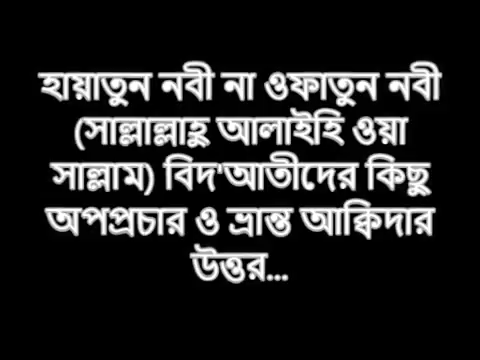 হায়াতুন নবী না ওফাতুন নবী
(সাল্লাল্লাহু আলাইহি ওয়া
সাল্লাম) বিদ'আতীদের কিছু
অপপ্রচার ও ভ্রান্ত আক্বিদার
উত্তর...